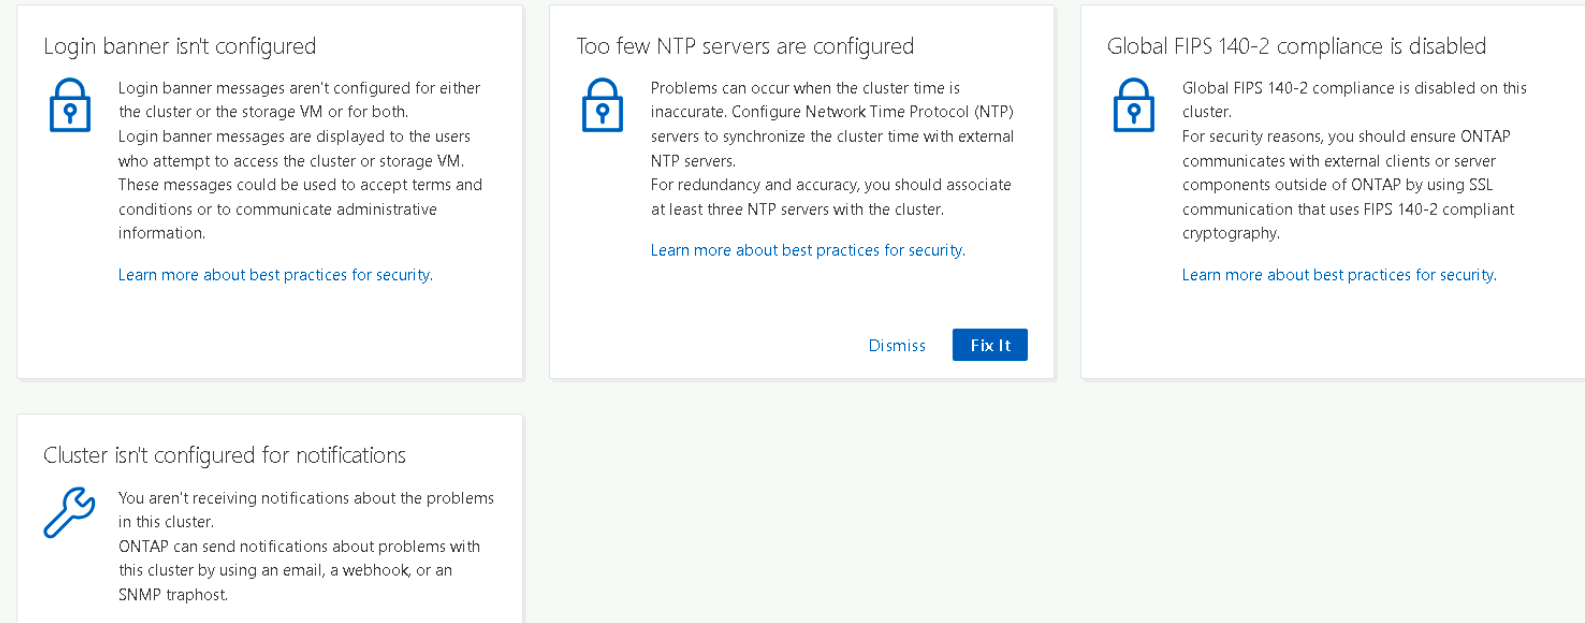 Login banner isn't configured
Login banner messages aren't configured for either
the cluster or the storage VM or for both.
Login banner messages are displayed to the users
who attempt to access the cluster or storage VM.
These messages could be used to accept terms and
conditions or to communicate administrative
information.
Learn more about best practices for security.
Too few NTP servers are configured
Problems can occur when the cluster time is
inaccurate. Configure Network Time Protocol (NTP)
servers to synchronize the cluster time with external
NTP servers.
For redundancy and accuracy, you should associate
at least three NTP servers with the cluster.
Learn more about best practices for security.
Dismiss
Fix It
Global FIPS 140-2 compliance is disabled
Global FIPS 140-2 compliance is disabled on this
cluster.
For security reasons, you should ensure ONTAP
communicates with external clients or server
components outside of ONTAP by using SSL
communication that uses FIPS 140-2 compliant
cryptography.
Learn more about best practices for security.
Cluster isn't configured for notifications
You aren't receiving notifications about the problems
in this cluster.
ONTAP can send notifications about problems with
this cluster by using an email, a webhook, or an
SNMP traphost.